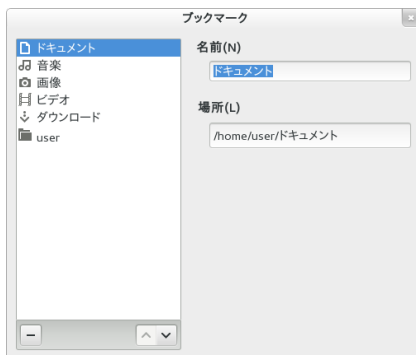 ブックマーク
ドキュメント
音楽
画像
ビデオ
ダウンロード
user
名前(N)
ドキュメント
場所(L)
/home/user/ドキュメント